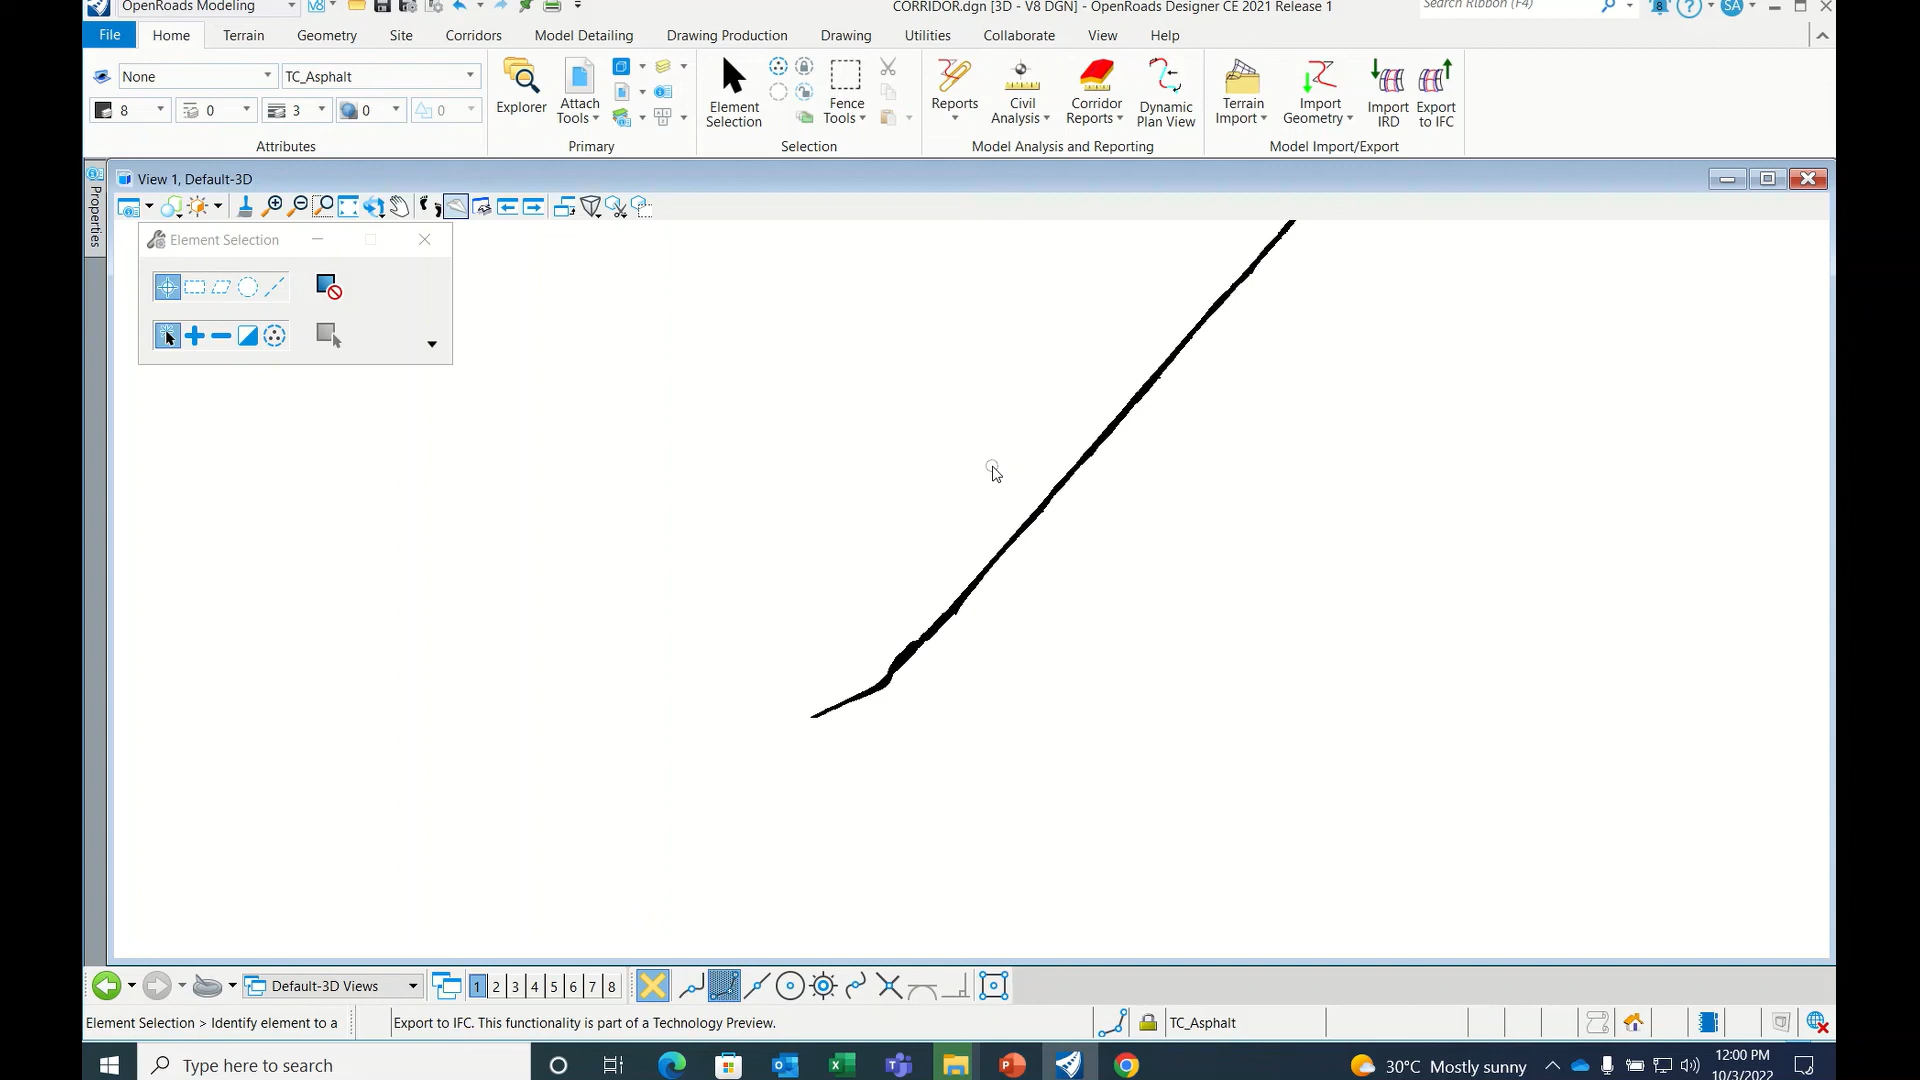 OpenRoads Modeling
CORRIDOR.dgn [3D - V8 DGN] - OpenRoads Designer CE 2021 Release 1
Search Ribbon (F4)
SA
File Home Terrain Geometry Site Corridors Model Detailing Drawing Production Drawing Utilities Collaborate View Help
None TC_Asphalt
8 0 3 0 0
Explorer
Attach Tools
Element Selection
Fence Tools
Reports
Civil Analysis
Corridor Reports
Dynamic Plan View
Terrain Import
Import Geometry
Import IRD
Export to IFC
Attributes Primary Selection Model Analysis and Reporting Model Import/Export
Properties
View 1, Default-3D
Element Selection
Default-3D Views 1 2 3 4 5 6 7 8
Element Selection > Identify element to a Export to IFC. This functionality is part of a Technology Preview. TC_Asphalt
Type here to search 30°C Mostly sunny 12:00 PM
10/3/2022